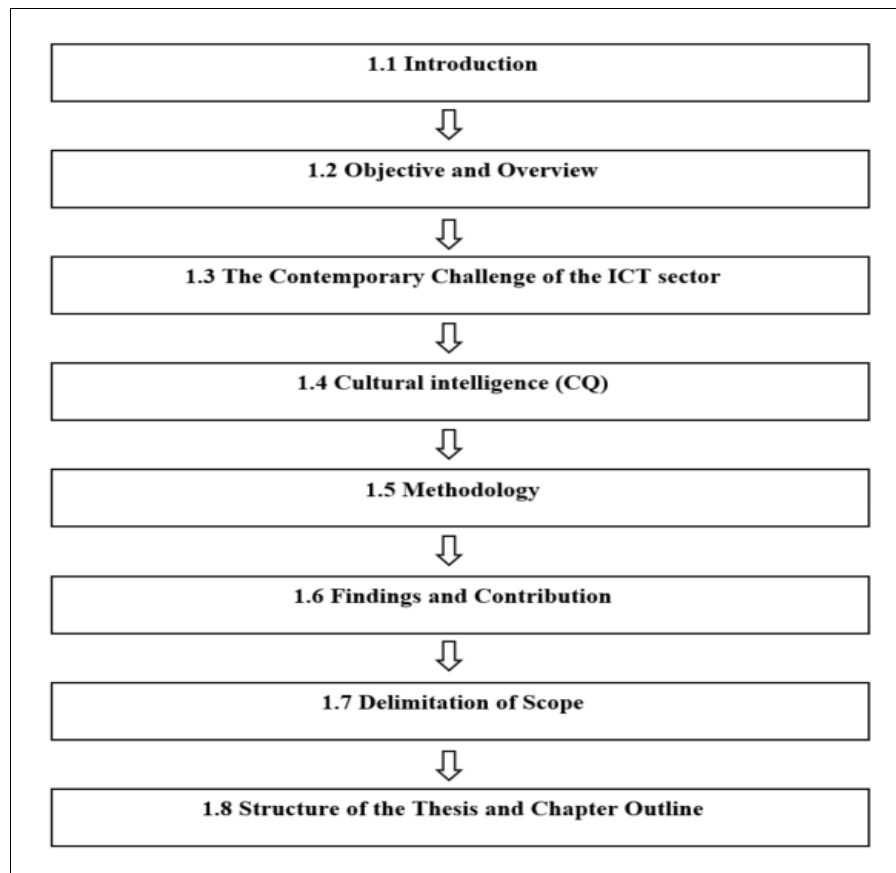 1.1 Introduction
1.2 Objective and Overview
1.3 The Contemporary Challenge of the ICT sector
1.4 Cultural intelligence (CQ)
1.5 Methodology
1.6 Findings and Contribution
1.7 Delimitation of Scope
1.8 Structure of the Thesis and Chapter Outline